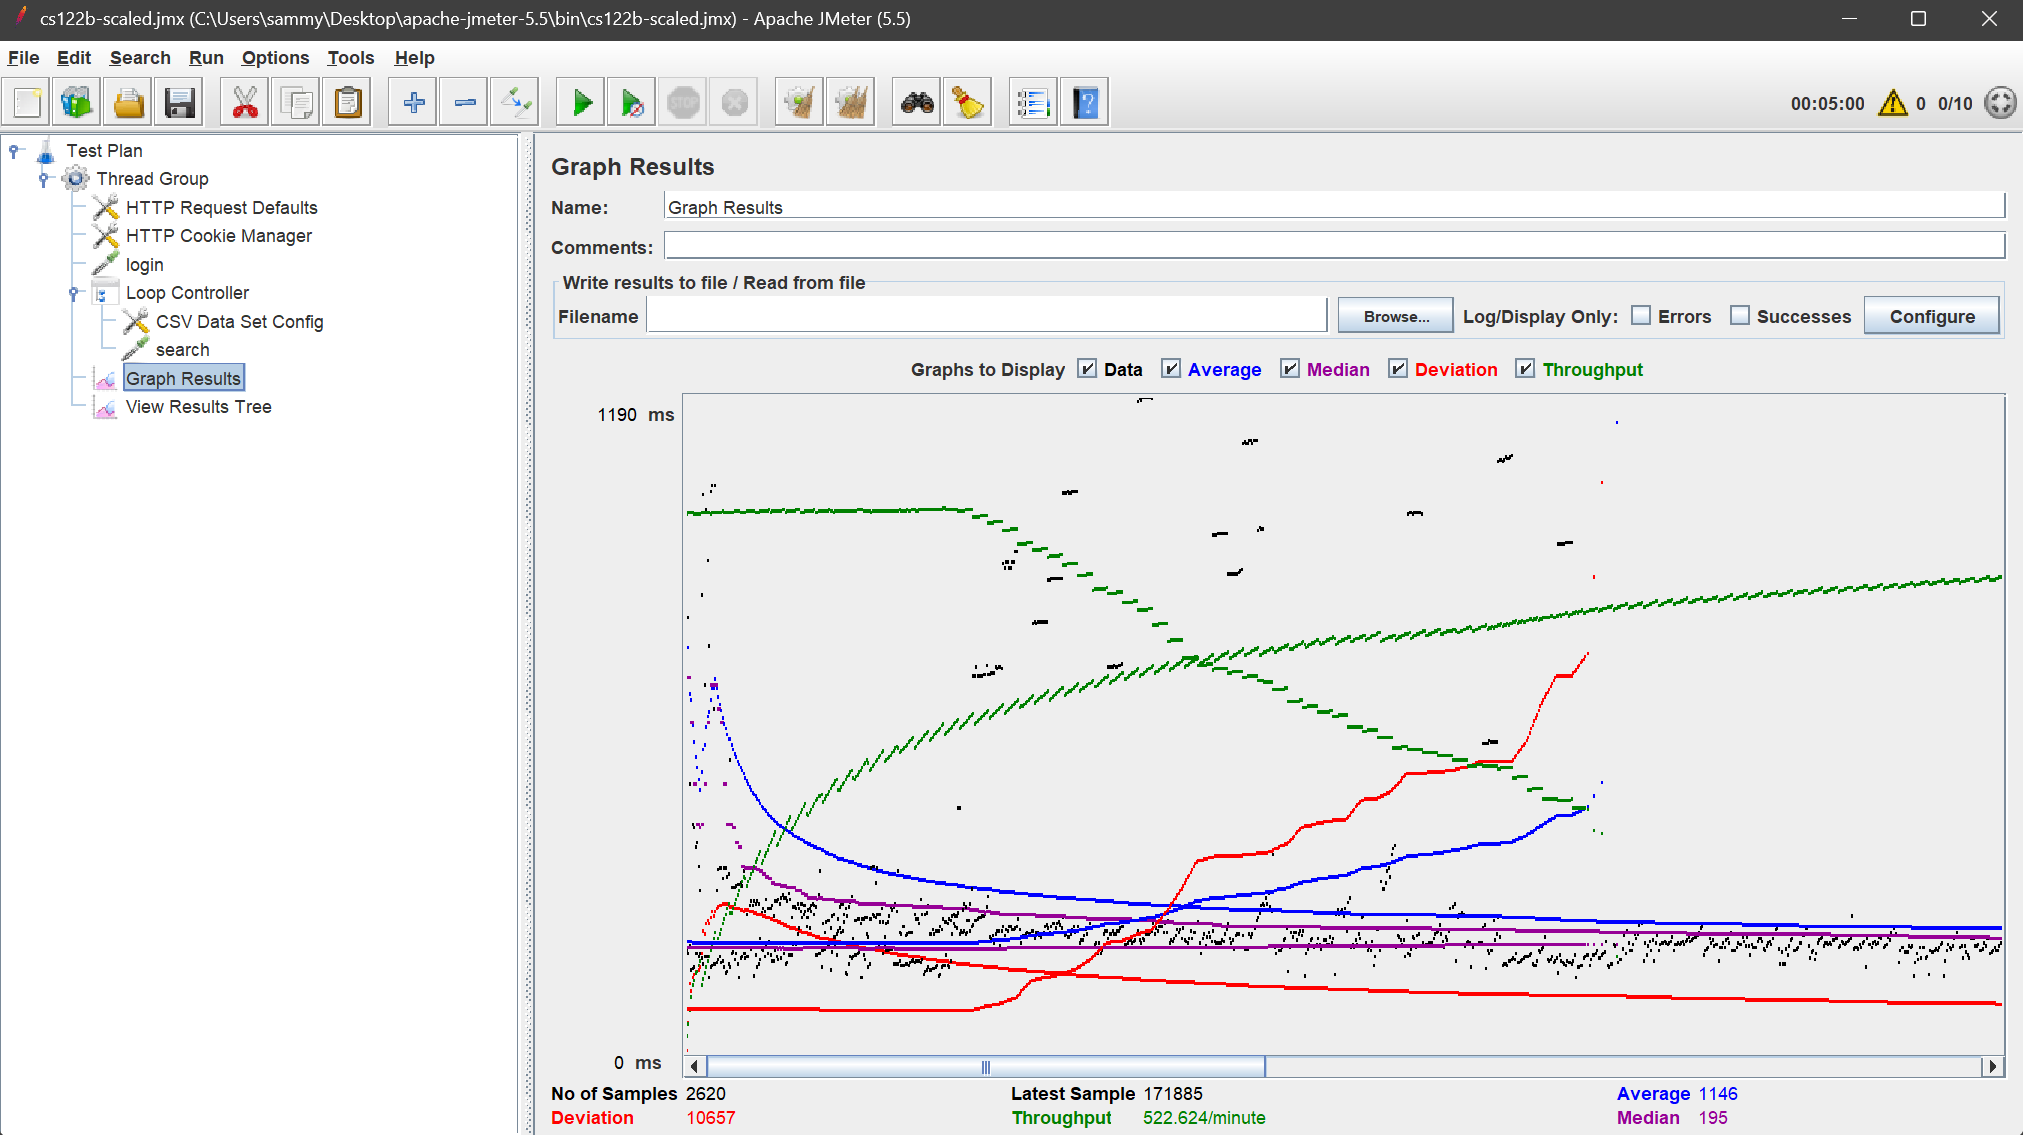 cs122b-scaled.jmx (C:\Users\sammy\Desktop\apache-jmeter-5.5\bin\cs122b-scaled.jmx) - Apache JMeter (5.5)
File Edit Search Run Options Tools Help
STOP
?
00:05:00 0 0/10
Test Plan
Thread Group
HTTP Request Defaults
HTTP Cookie Manager
login
Loop Controller
CSV Data Set Config
search
Graph Results
View Results Tree
Graph Results
Name: Graph Results
Comments:
Write results to file / Read from file
Filename Browse... Log/Display Only: Errors Successes Configure
Graphs to Display Data Average Median Deviation Throughput
1190 ms
0 ms
No of Samples 2620 Latest Sample 171885 Average 1146
Deviation 10657 Throughput 522.624/minute Median 195